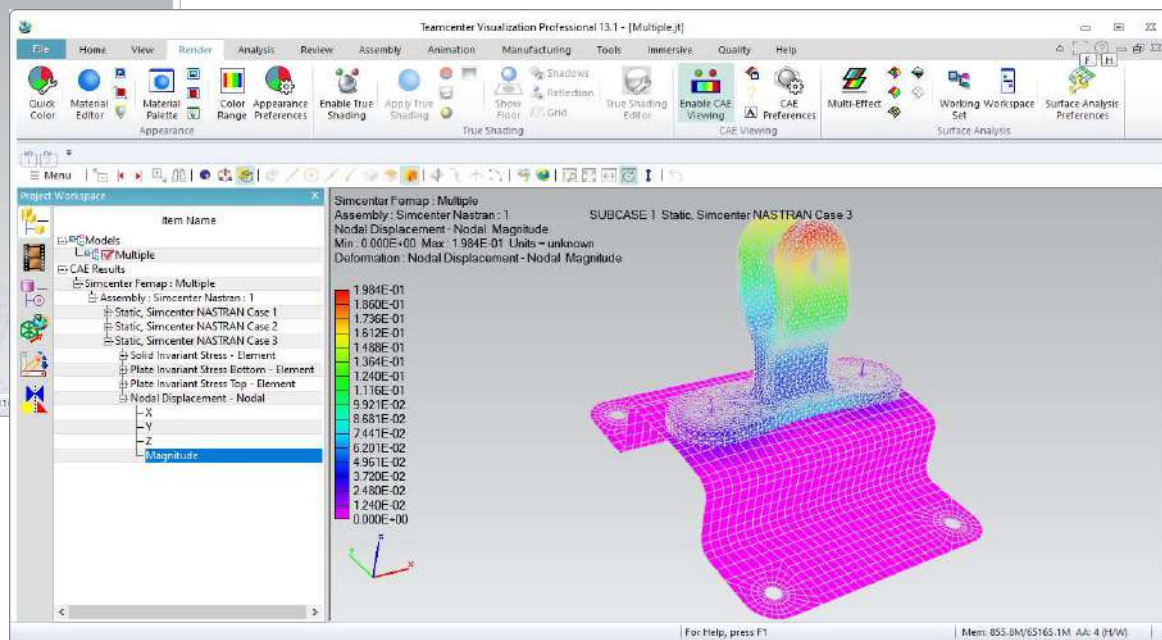 Teamcenter Visualization Professional 13.1 - [Multiple.jt]
File Home View Render Analysis Review Assembly Animation Manufacturing Tools Immersive Quality Help
F H
Quick Color
Material Editor
Material Palette
Color Range
Appearance Preferences
Enable True Shading
Apply True Shading
Show Floor
Shadows
Reflection
Grid
True Shading Editor
Enable CAE Viewing
CAE Preferences
Multi-Effect
Working Set
Workspace
Surface Analysis Preferences
Appearance
True Shading
CAE Viewing
Surface Analysis
Menu
Project Workspace X
Item Name
Models
Multiple
CAE Results
Simcenter Femap : Multiple
Assembly : Simcenter Nastran : 1
Static, Simcenter NASTRAN Case 1
Static, Simcenter NASTRAN Case 2
Static, Simcenter NASTRAN Case 3
Solid Invariant Stress - Element
Plate Invariant Stress Bottom - Element
Plate Invariant Stress Top - Element
Nodal Displacement - Nodal
X
Y
Z
Magnitude
Simcenter Femap : Multiple
Assembly : Simcenter Nastran : 1 SUBCASE 1 Static, Simcenter NASTRAN Case 3
Nodal Displacement - Nodal Magnitude
Min : 0.000E+00 Max : 1.984E-01 Units = unknown
Deformation : Nodal Displacement - Nodal Magnitude
1.984E-01
1.860E-01
1.736E-01
1.612E-01
1.488E-01
1.364E-01
1.240E-01
1.116E-01
9.921E-02
8.681E-02
7.441E-02
6.201E-02
4.961E-02
3.720E-02
2.480E-02
1.240E-02
0.000E+00
For Help, press F1
Mem: 855.8M/65165.1M AA: 4 (H/W)